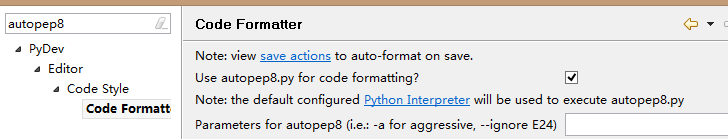 autopep8
Code Formatter
PyDev
Note: view save actions to auto-format on save.
Editor
Use autopep8.py for code formatting?
Code Style
Note: the default configured Python Interpreter will be used to execute autopep8.py
Code Formatte
Parameters for autopep8 (i.e.: -a for aggressive, --ignore E24)